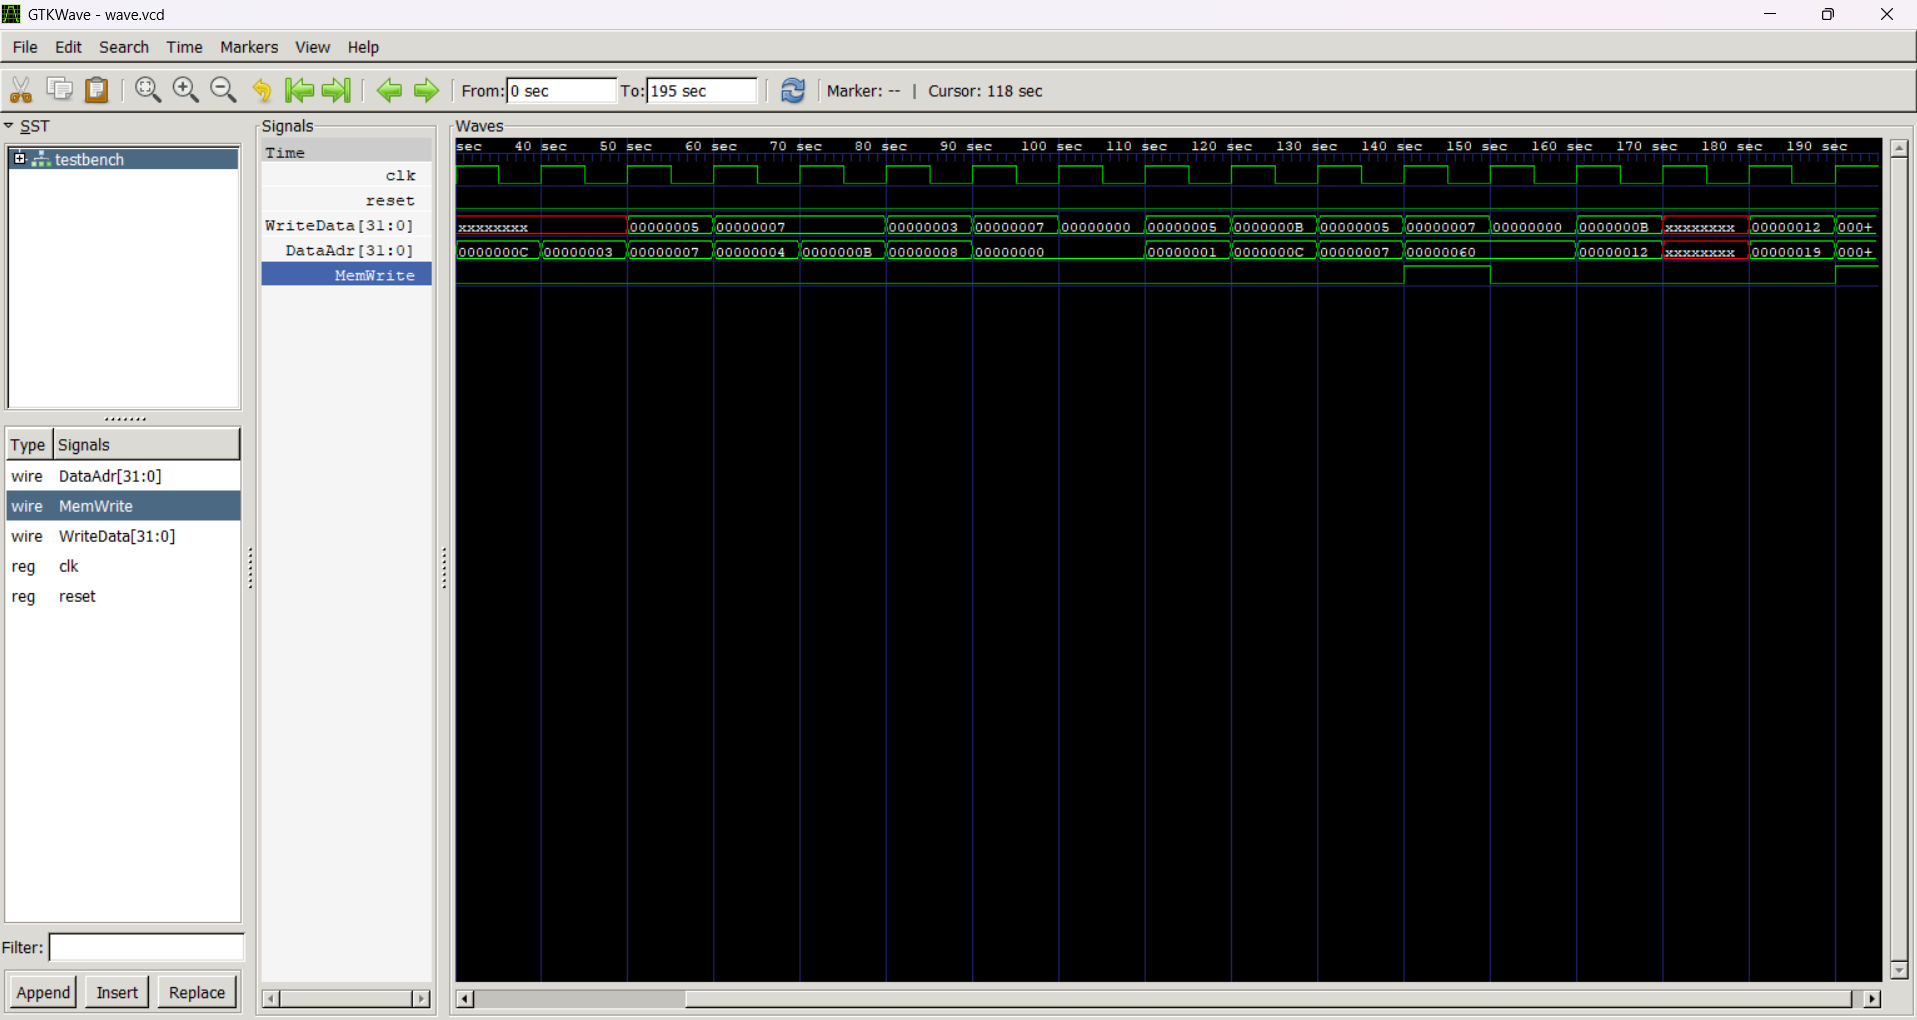 GTKWave - wave.vcd
File Edit Search Time Markers View Help
From: 0 sec To: 195 sec Marker: -- | Cursor: 118 sec
SST
testbench
Type Signals
wire DataAdr[31:0]
wire MemWrite
wire WriteData[31:0]
reg clk
reg reset
Filter:
Append Insert Replace
Signals
Time
clk
reset
WriteData[31:0]
DataAdr[31:0]
MemWrite
Waves
sec 40 sec 50 sec 60 sec 70 sec 80 sec 90 sec 100 sec 110 sec 120 sec 130 sec 140 sec 150 sec 160 sec 170 sec 180 sec 190 sec
xxxxxxxx 00000005 00000007 00000003 00000007 00000000 00000005 0000000B 00000005 00000007 00000000 0000000B xxxxxxxx 00000012 000+
0000000C 00000003 00000007 00000004 0000000B 00000008 00000000 00000001 0000000C 00000007 00000060 00000012 xxxxxxxx 00000019 000+